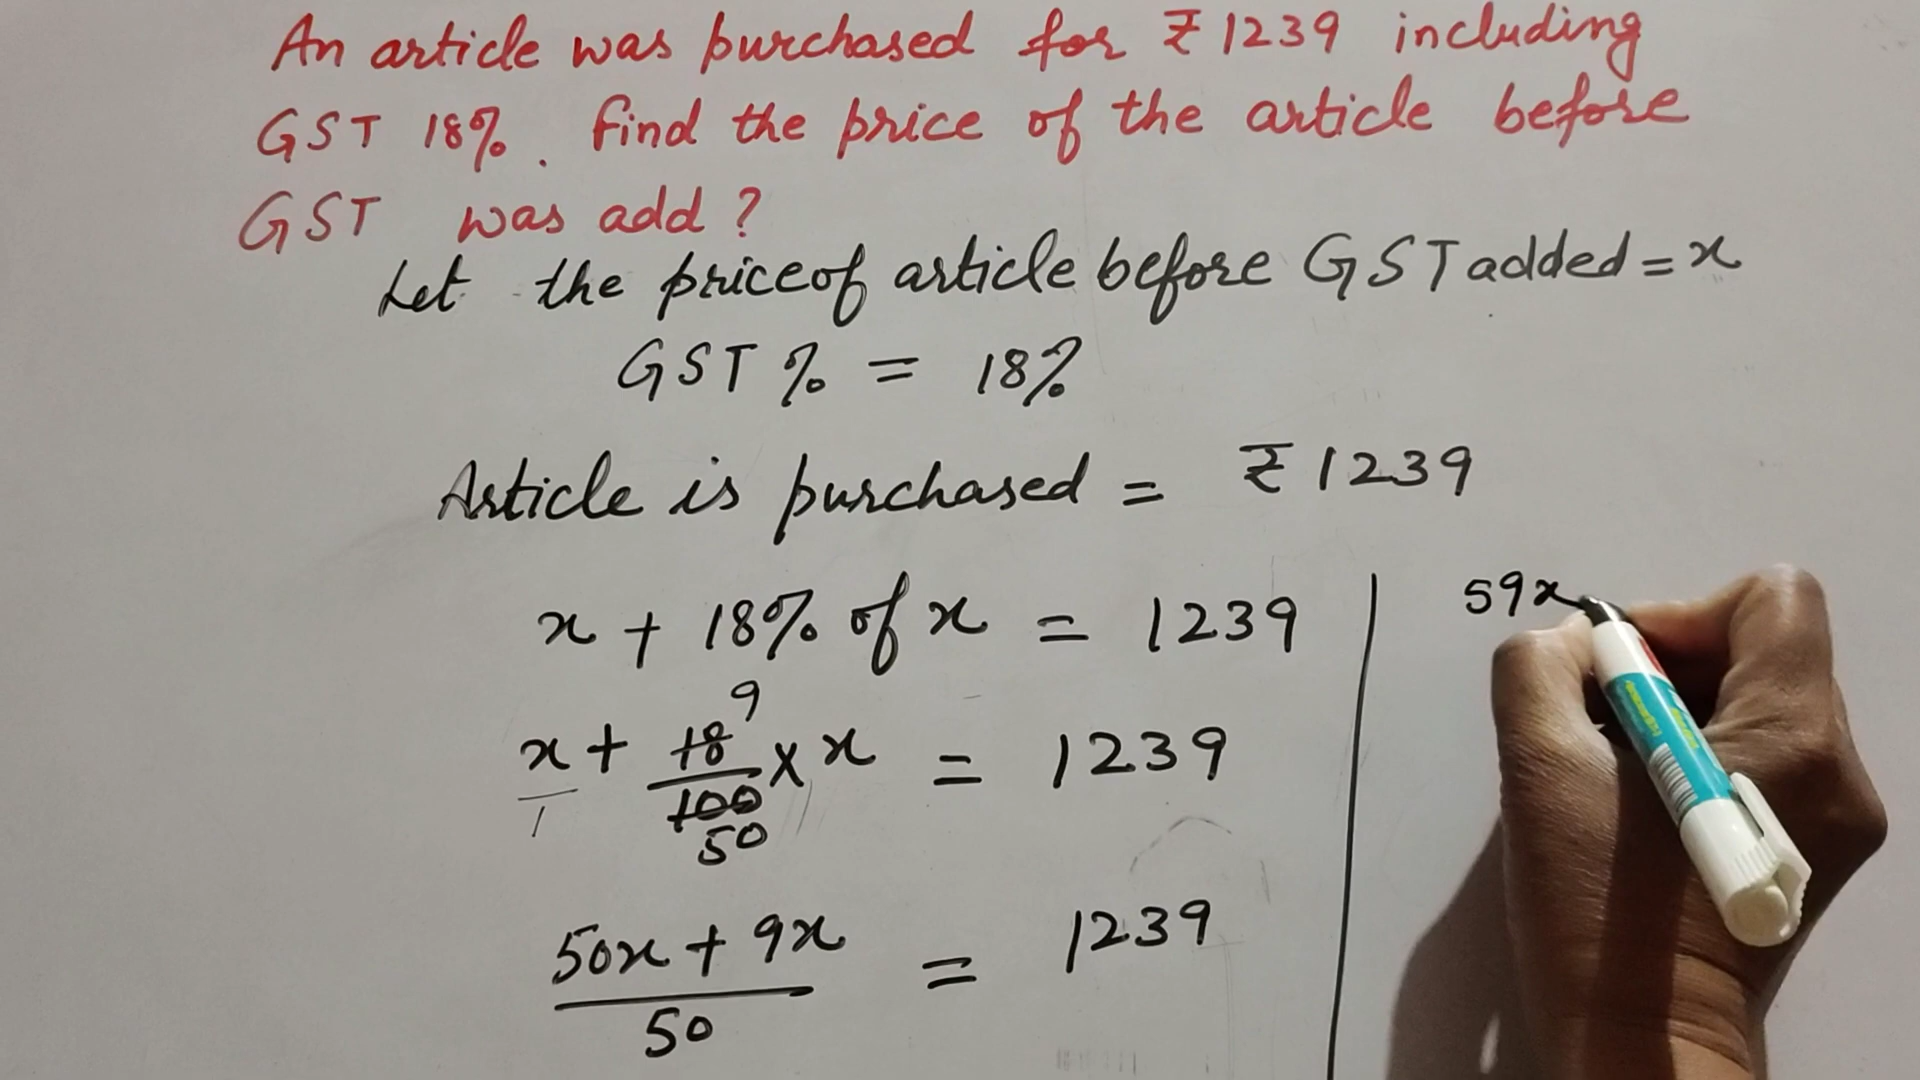 An article was purchased for ₹ 1239 including
GST 18%. find the price of the article before
GST was add?
Let the price of article before GST added = x
GST % = 18%
Article is purchased = ₹ 1239
x + 18% of x = 1239
9
x + 18 × x = 1239
1 100
50
50x + 9x = 1239
50
59x